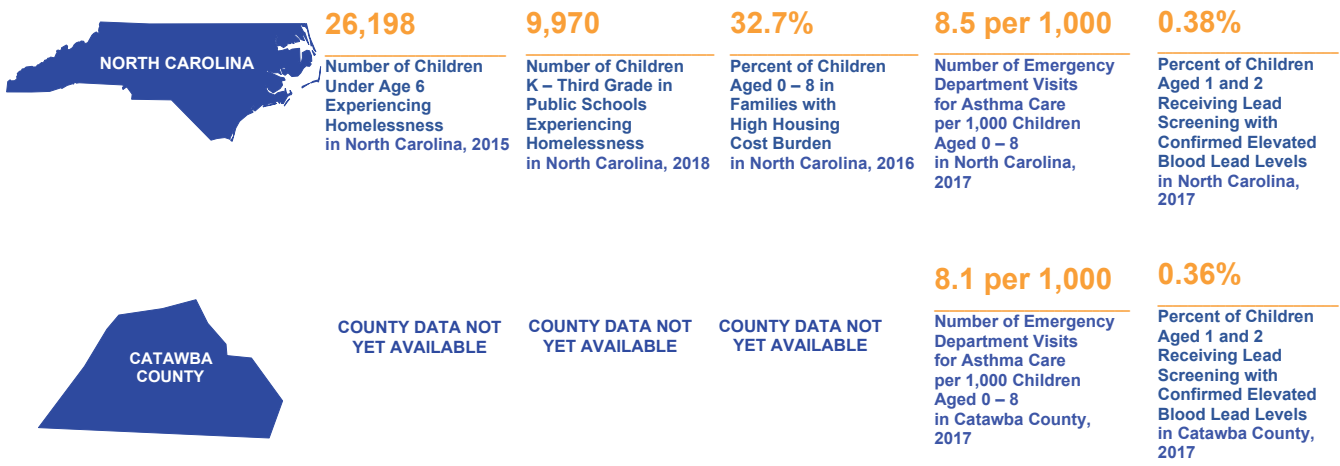 NORTH CAROLINA
26,198
Number of Children
Under Age 6
Experiencing
Homelessness
in North Carolina, 2015
9,970
Number of Children
K – Third Grade in
Public Schools
Experiencing
Homelessness
in North Carolina, 2018
32.7%
Percent of Children
Aged 0 – 8 in
Families with
High Housing
Cost Burden
in North Carolina, 2016
8.5 per 1,000
Number of Emergency
Department Visits
for Asthma Care
per 1,000 Children
Aged 0 – 8
in North Carolina,
2017
0.38%
Percent of Children
Aged 1 and 2
Receiving Lead
Screening with
Confirmed Elevated
Blood Lead Levels
in North Carolina,
2017
CATAWBA
COUNTY
COUNTY DATA NOT
YET AVAILABLE
COUNTY DATA NOT
YET AVAILABLE
COUNTY DATA NOT
YET AVAILABLE
8.1 per 1,000
Number of Emergency
Department Visits
for Asthma Care
per 1,000 Children
Aged 0 – 8
in Catawba County,
2017
0.36%
Percent of Children
Aged 1 and 2
Receiving Lead
Screening with
Confirmed Elevated
Blood Lead Levels
in Catawba County,
2017